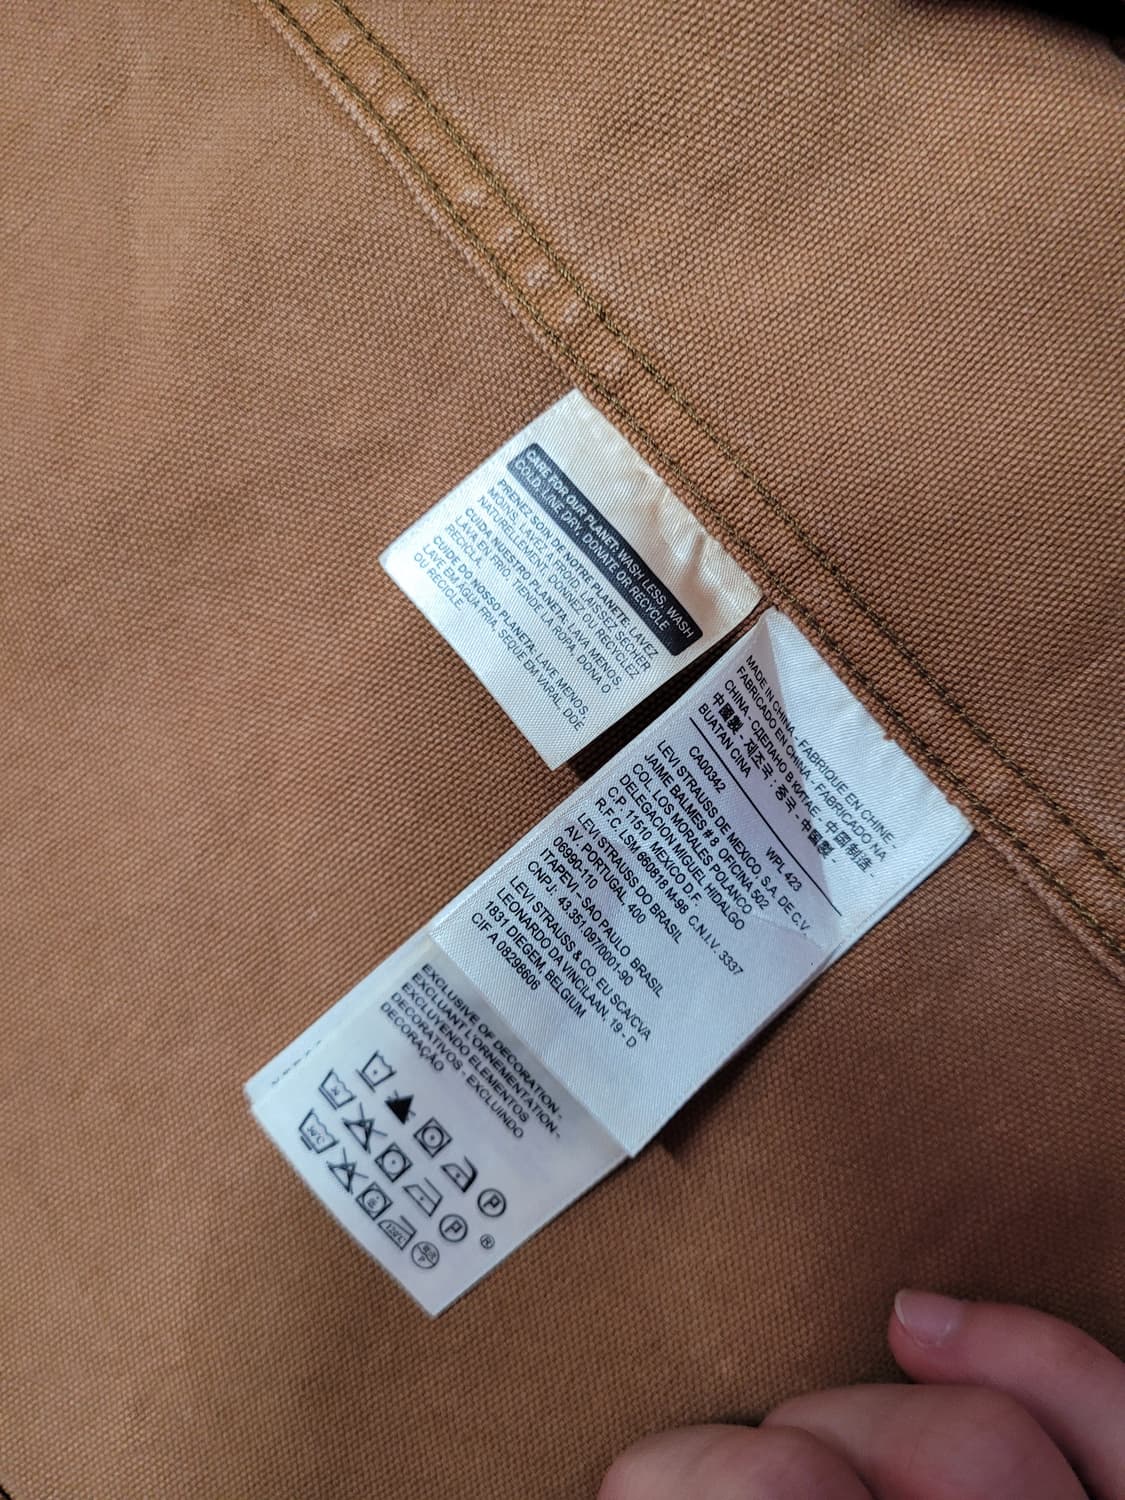 CARE FOR OUR PLANET: WASH LESS, WASH
COLD, LINE DRY, DONATE OR RECYCLE.
PRENEZ SOIN DE NOTRE PLANETE: LAVEZ
MOINS, LAVEZ A FROID, LAISSEZ SECHER
NATURELLEMENT, DONNEZ OU RECYCLEZ
CUIDA NUESTRO PLANETA: LAVA MENOS,
LAVA EN FRIO, TIENDE LA ROPA, DONA O
RECICLA.
CUIDE DO NOSSO PLANETA: LAVE MENOS,
LAVE EM AGUA FRIA, SEQUE EM VARAL, DOE
OU RECICLE.
MADE IN CHINA - FABRIQUE EN CHINE -
FABRICADO EN CHINA - FABRICADO NA
CHINA - СДЕЛАНО В КИТАЕ - 中国制造 -
中國製 - 제조국 : 중국 - 中国製 -
BUATAN CINA
CA00342 WPL 423
LEVI STRAUSS DE MEXICO, S.A. DE C.V.
JAIME BALMES # 8 OFICINA 502
COL. LOS MORALES POLANCO
DELEGACION MIGUEL HIDALGO
C.P. 11510 MEXICO D.F.
R.F.C. LSM 660818 M-98 C.N.I.V. 3337
LEVI STRAUSS DO BRASIL
AV. PORTUGAL, 400
06990-110
ITAPEVI – SAO PAULO BRASIL
CNPJ: 43.351.097/0001-90
LEVI STRAUSS & CO. EU SCA/CVA
LEONARDO DA VINCILAAN, 19 - D
1831 DIEGEM, BELGIUM
CIF A 08298606
EXCLUSIVE OF DECORATION -
EXCLUANT L'ORNEMENTATION -
EXCLUYENDO ELEMENTOS
DECORATIVOS - EXCLUINDO
DECORAÇÃO
P
P
®